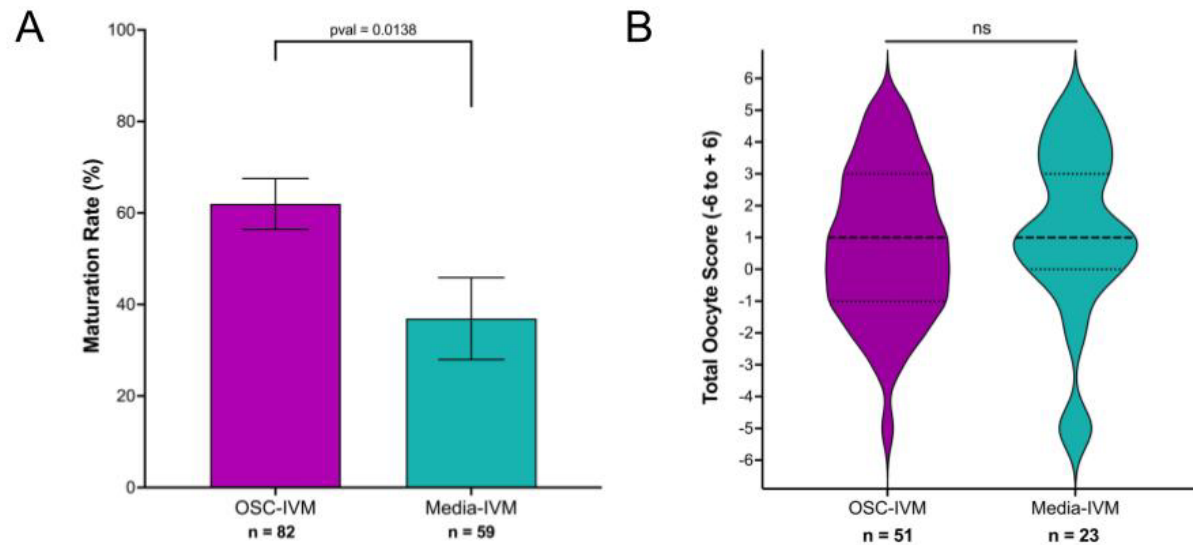 A
Maturation Rate (%)
100
80
60
40
20
0
pval = 0.0138
OSC-IVM
n = 82
Media-IVM
n = 59
B
Total Oocyte Score (-6 to + 6)
6
5
4
3
2
1
0
-1
-2
-3
-4
-5
-6
ns
OSC-IVM
n = 51
Media-IVM
n = 23